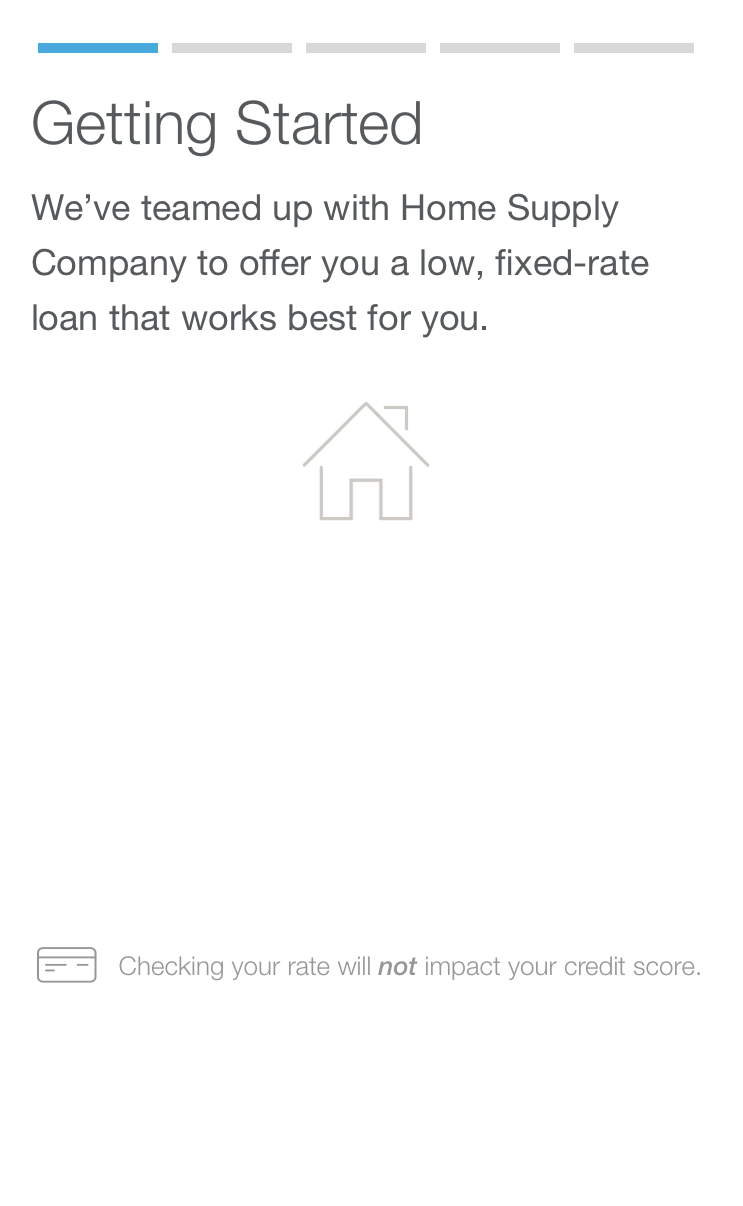 Getting Started
We’ve teamed up with Home Supply
Company to offer you a low, fixed-rate
loan that works best for you.
Checking your rate will not impact your credit score.